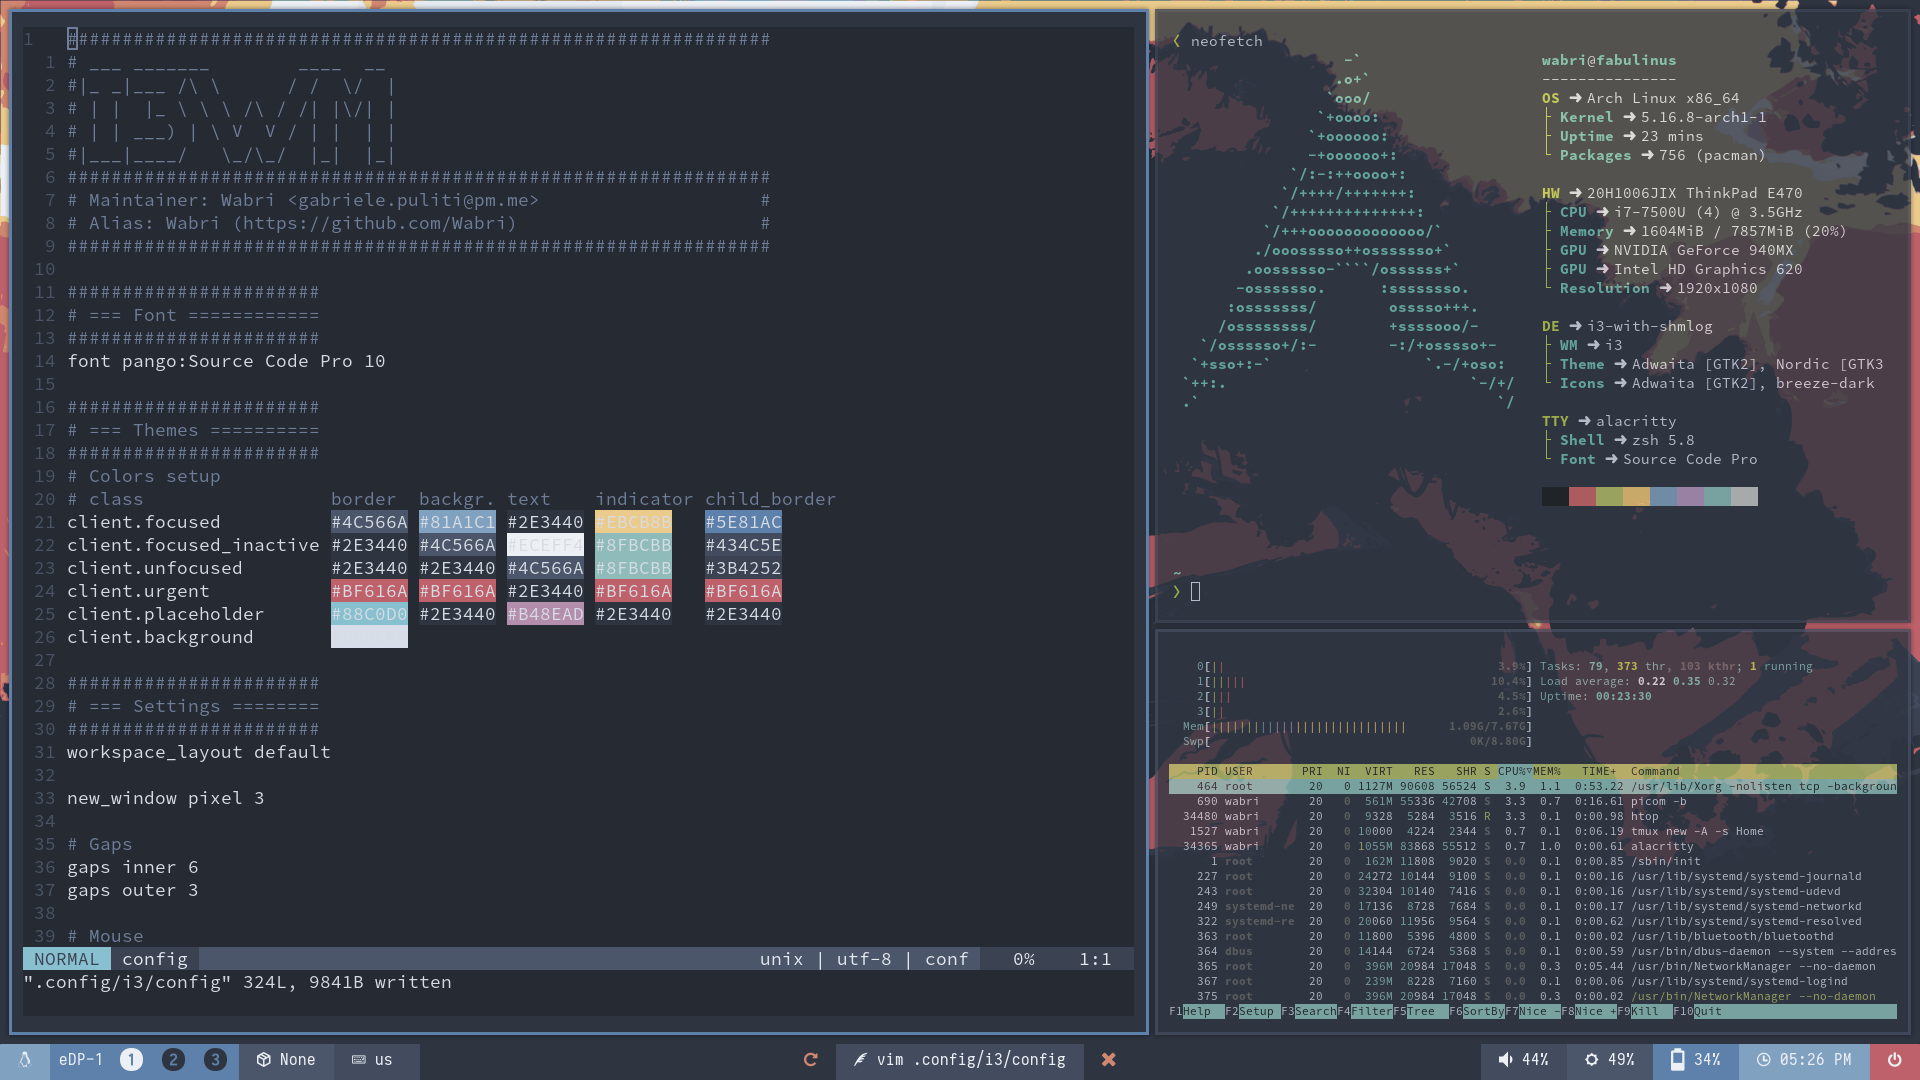 1 ################################################################
1 # ___ _______ ____ __
2 #|_ _|___ /\ \ / / \/ |
3 # | | |_ \ \ \ /\ / /| |\/| |
4 # | | ___) | \ V V / | | | |
5 #|___|____/ \_/\_/ |_| |_|
6 ################################################################
7 # Maintainer: Wabri <gabriele.puliti@pm.me> #
8 # Alias: Wabri (https://github.com/Wabri) #
9 ################################################################
10
11 #######################
12 # === Font ============
13 #######################
14 font pango:Source Code Pro 10
15
16 #######################
17 # === Themes ==========
18 #######################
19 # Colors setup
20 # class border backgr. text indicator child_border
21 client.focused #4C566A #81A1C1 #2E3440 #EBCB8B #5E81AC
22 client.focused_inactive #2E3440 #4C566A #ECEFF4 #8FBCBB #434C5E
23 client.unfocused #2E3440 #2E3440 #4C566A #8FBCBB #3B4252
24 client.urgent #BF616A #BF616A #2E3440 #BF616A #BF616A
25 client.placeholder #88C0D0 #2E3440 #B48EAD #2E3440 #2E3440
26 client.background
27
28 #######################
29 # === Settings ========
30 #######################
31 workspace_layout default
32
33 new_window pixel 3
34
35 # Gaps
36 gaps inner 6
37 gaps outer 3
38
39 # Mouse
NORMAL config unix | utf-8 | conf 0% 1:1
".config/i3/config" 324L, 9841B written
❮ neofetch
-`
.o+`
`ooo/
`+oooo:
`+oooooo:
-+oooooo+:
`/:-:++oooo+:
`/++++/+++++++:
`/++++++++++++++:
`/+++ooooooooooooo/`
./ooosssso++osssssso+`
.oossssso-````/ossssss+`
-osssssso. :ssssssso.
:osssssss/ osssso+++.
/ossssssss/ +ssssooo/-
`/ossssso+/:- -:/+osssso+-
`+sso+:-` `.-/+oso:
`++:. `-/+/
.` `/
wabri@fabulinus
---------------
OS ➜ Arch Linux x86_64
├ Kernel ➜ 5.16.8-arch1-1
├ Uptime ➜ 23 mins
└ Packages ➜ 756 (pacman)
HW ➜ 20H1006JIX ThinkPad E470
├ CPU ➜ i7-7500U (4) @ 3.5GHz
├ Memory ➜ 1604MiB / 7857MiB (20%)
├ GPU ➜ NVIDIA GeForce 940MX
├ GPU ➜ Intel HD Graphics 620
└ Resolution ➜ 1920x1080
DE ➜ i3-with-shmlog
├ WM ➜ i3
├ Theme ➜ Adwaita [GTK2], Nordic [GTK3
└ Icons ➜ Adwaita [GTK2], breeze-dark
TTY ➜ alacritty
├ Shell ➜ zsh 5.8
└ Font ➜ Source Code Pro
~
❯
0[|| 3.9%] Tasks: 79, 373 thr, 103 kthr; 1 running
1[||||| 10.4%] Load average: 0.22 0.35 0.32
2[||| 4.5%] Uptime: 00:23:30
3[|| 2.6%]
Mem[|||||||||||||||||||||||||||| 1.09G/7.67G]
Swp[ 0K/8.80G]
PID USER PRI NI VIRT RES SHR S CPU%▽MEM% TIME+ Command
464 root 20 0 1127M 90608 56524 S 3.9 1.1 0:53.22 /usr/lib/Xorg -nolisten tcp -backgroun
690 wabri 20 0 561M 55336 42708 S 3.3 0.7 0:16.61 picom -b
34480 wabri 20 0 9328 5284 3516 R 3.3 0.1 0:00.98 htop
1527 wabri 20 0 10000 4224 2344 S 0.7 0.1 0:06.19 tmux new -A -s Home
34365 wabri 20 0 1055M 83868 55512 S 0.7 1.0 0:00.61 alacritty
1 root 20 0 162M 11808 9020 S 0.0 0.1 0:00.85 /sbin/init
227 root 20 0 24272 10144 9100 S 0.0 0.1 0:00.16 /usr/lib/systemd/systemd-journald
243 root 20 0 32304 10140 7416 S 0.0 0.1 0:00.16 /usr/lib/systemd/systemd-udevd
249 systemd-ne 20 0 17136 8728 7684 S 0.0 0.1 0:00.17 /usr/lib/systemd/systemd-networkd
322 systemd-re 20 0 20060 11956 9564 S 0.0 0.1 0:00.62 /usr/lib/systemd/systemd-resolved
363 root 20 0 11800 5396 4800 S 0.0 0.1 0:00.02 /usr/lib/bluetooth/bluetoothd
364 dbus 20 0 14144 6724 5368 S 0.0 0.1 0:00.59 /usr/bin/dbus-daemon --system --addres
365 root 20 0 396M 20984 17048 S 0.0 0.3 0:05.44 /usr/bin/NetworkManager --no-daemon
367 root 20 0 239M 8228 7160 S 0.0 0.1 0:00.06 /usr/lib/systemd/systemd-logind
375 root 20 0 396M 20984 17048 S 0.0 0.3 0:00.02 /usr/bin/NetworkManager --no-daemon
F1Help F2Setup F3SearchF4FilterF5Tree F6SortByF7Nice -F8Nice +F9Kill F10Quit
eDP-1 1 2 3 None us vim .config/i3/config 44% 49% 34% 05:26 PM